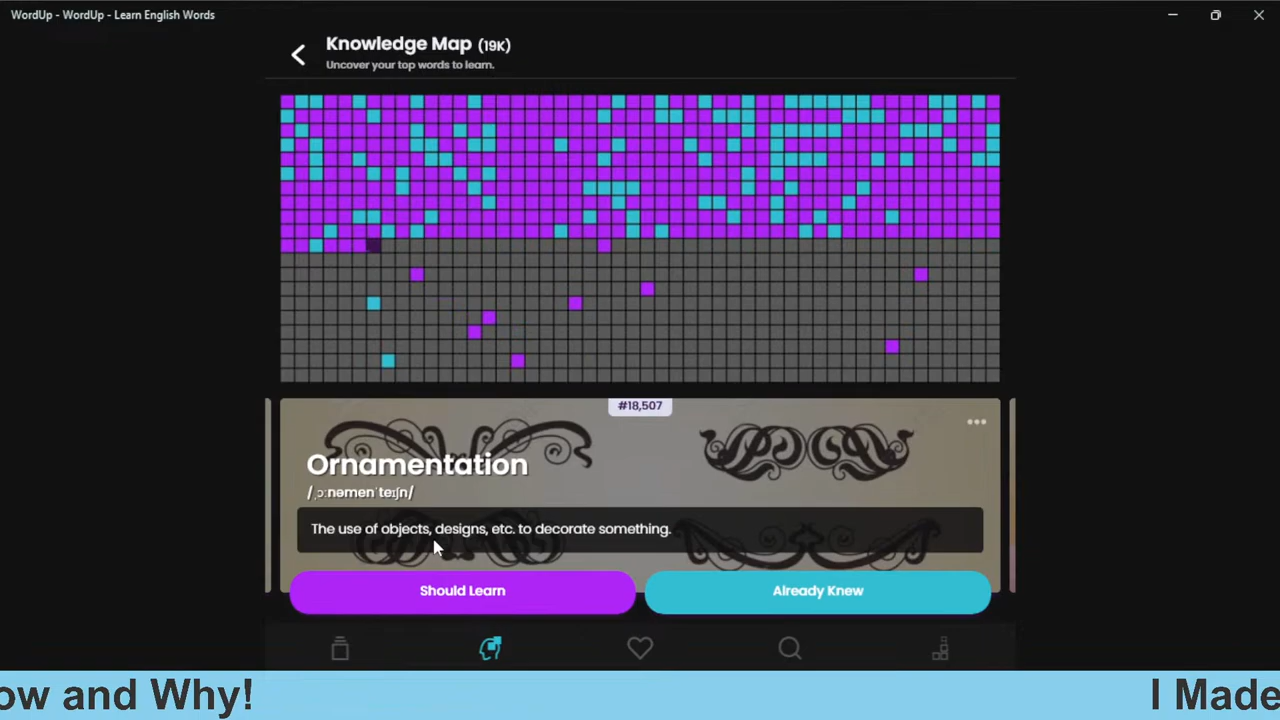 WordUp - WordUp - Learn English Words
Knowledge Map (19K)
Uncover your top words to learn.
#18,507
Ornamentation
/ˌɔːnəmenˈteɪʃn/
The use of objects, designs, etc. to decorate something.
Should Learn
Already Knew
ow and Why!
I Made